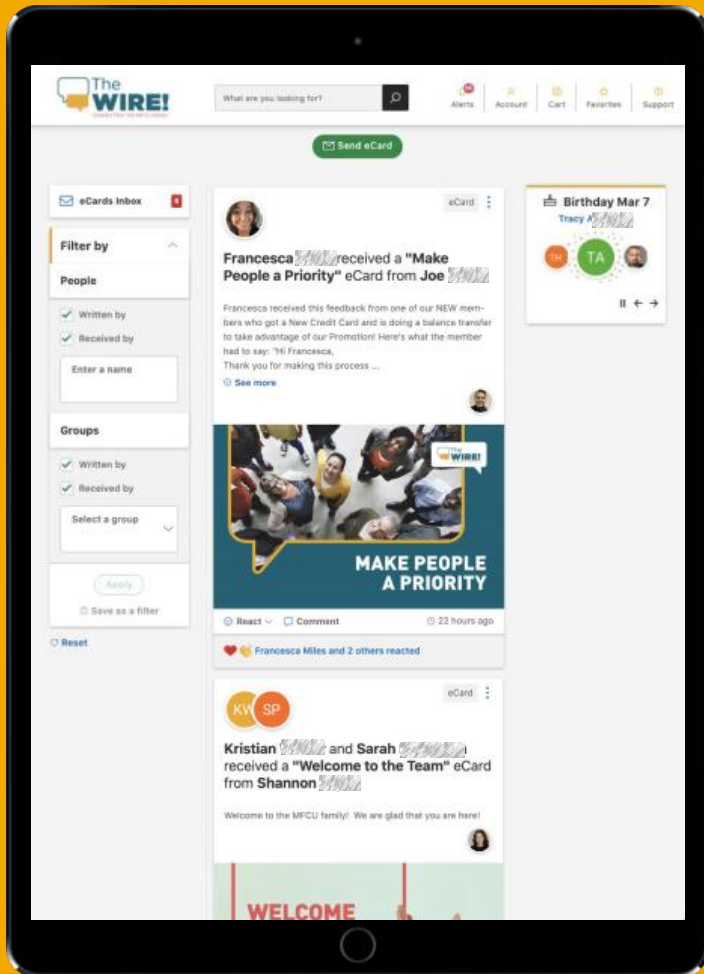 The
WIRE!
What are you looking for?
Alerts
Account
Cart
Favorites
Support
Send eCard
eCards Inbox
Filter by
People
Written by
Received by
Enter a name
Groups
Written by
Received by
Select a group
Apply
Save as a filter
Reset
eCard
Francesca received a "Make
People a Priority" eCard from Joe
Francesca received this feedback from one of our NEW mem-
bers who got a New Credit Card and is doing a balance transfer
to take advantage of our Promotion! Here's what the member
had to say: "Hi Francesca,
Thank you for making this process ...
See more
The
WIRE!
MAKE PEOPLE
A PRIORITY
React
Comment
22 hours ago
Francesca Miles and 2 others reacted
eCard
KW SP
Kristian and Sarah
received a "Welcome to the Team" eCard
from Shannon
Welcome to the MFCU family! We are glad that you are here!
WELCOME
Birthday Mar 7
Tracy A
TH
TA